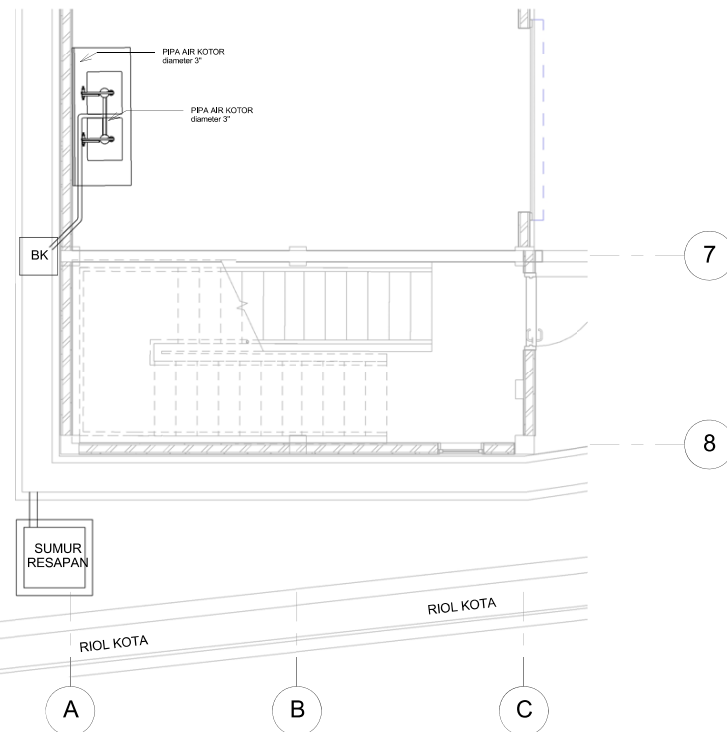 PIPA AIR KOTOR
diameter 3"
PIPA AIR KOTOR
diameter 3"
BK
7
8
SUMUR
RESAPAN
RIOL KOTA
RIOL KOTA
A
B
C